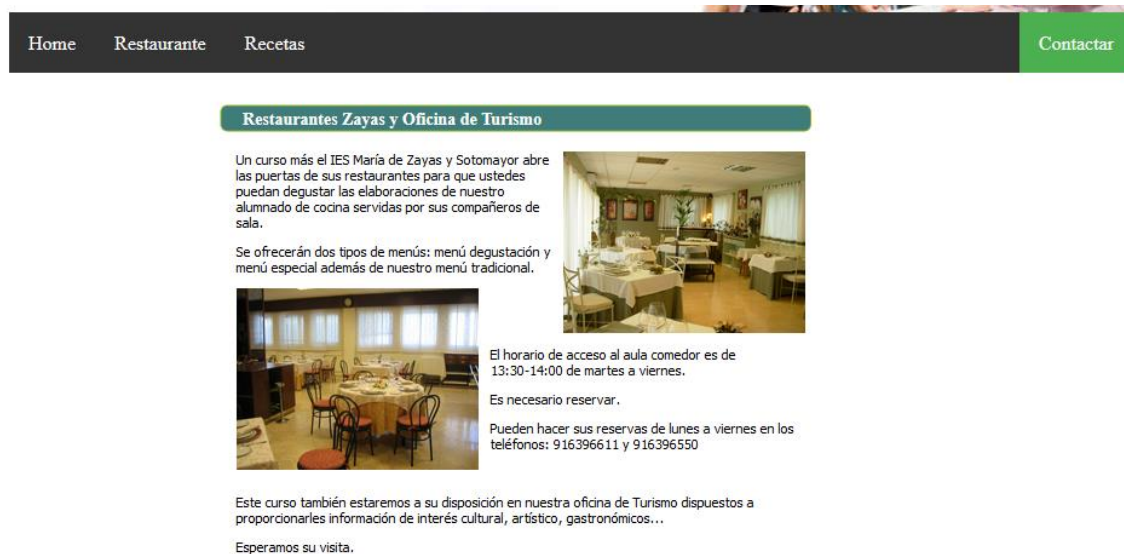 Home Restaurante Recetas Contactar
Restaurantes Zayas y Oficina de Turismo
Un curso más el IES María de Zayas y Sotomayor abre
las puertas de sus restaurantes para que ustedes
puedan degustar las elaboraciones de nuestro
alumnado de cocina servidas por sus compañeros de
sala.
Se ofrecerán dos tipos de menús: menú degustación y
menú especial además de nuestro menú tradicional.
El horario de acceso al aula comedor es de
13:30-14:00 de martes a viernes.
Es necesario reservar.
Pueden hacer sus reservas de lunes a viernes en los
teléfonos: 916396611 y 916396550
Este curso también estaremos a su disposición en nuestra oficina de Turismo dispuestos a
proporcionarles información de interés cultural, artístico, gastronómicos...
Esperamos su visita.